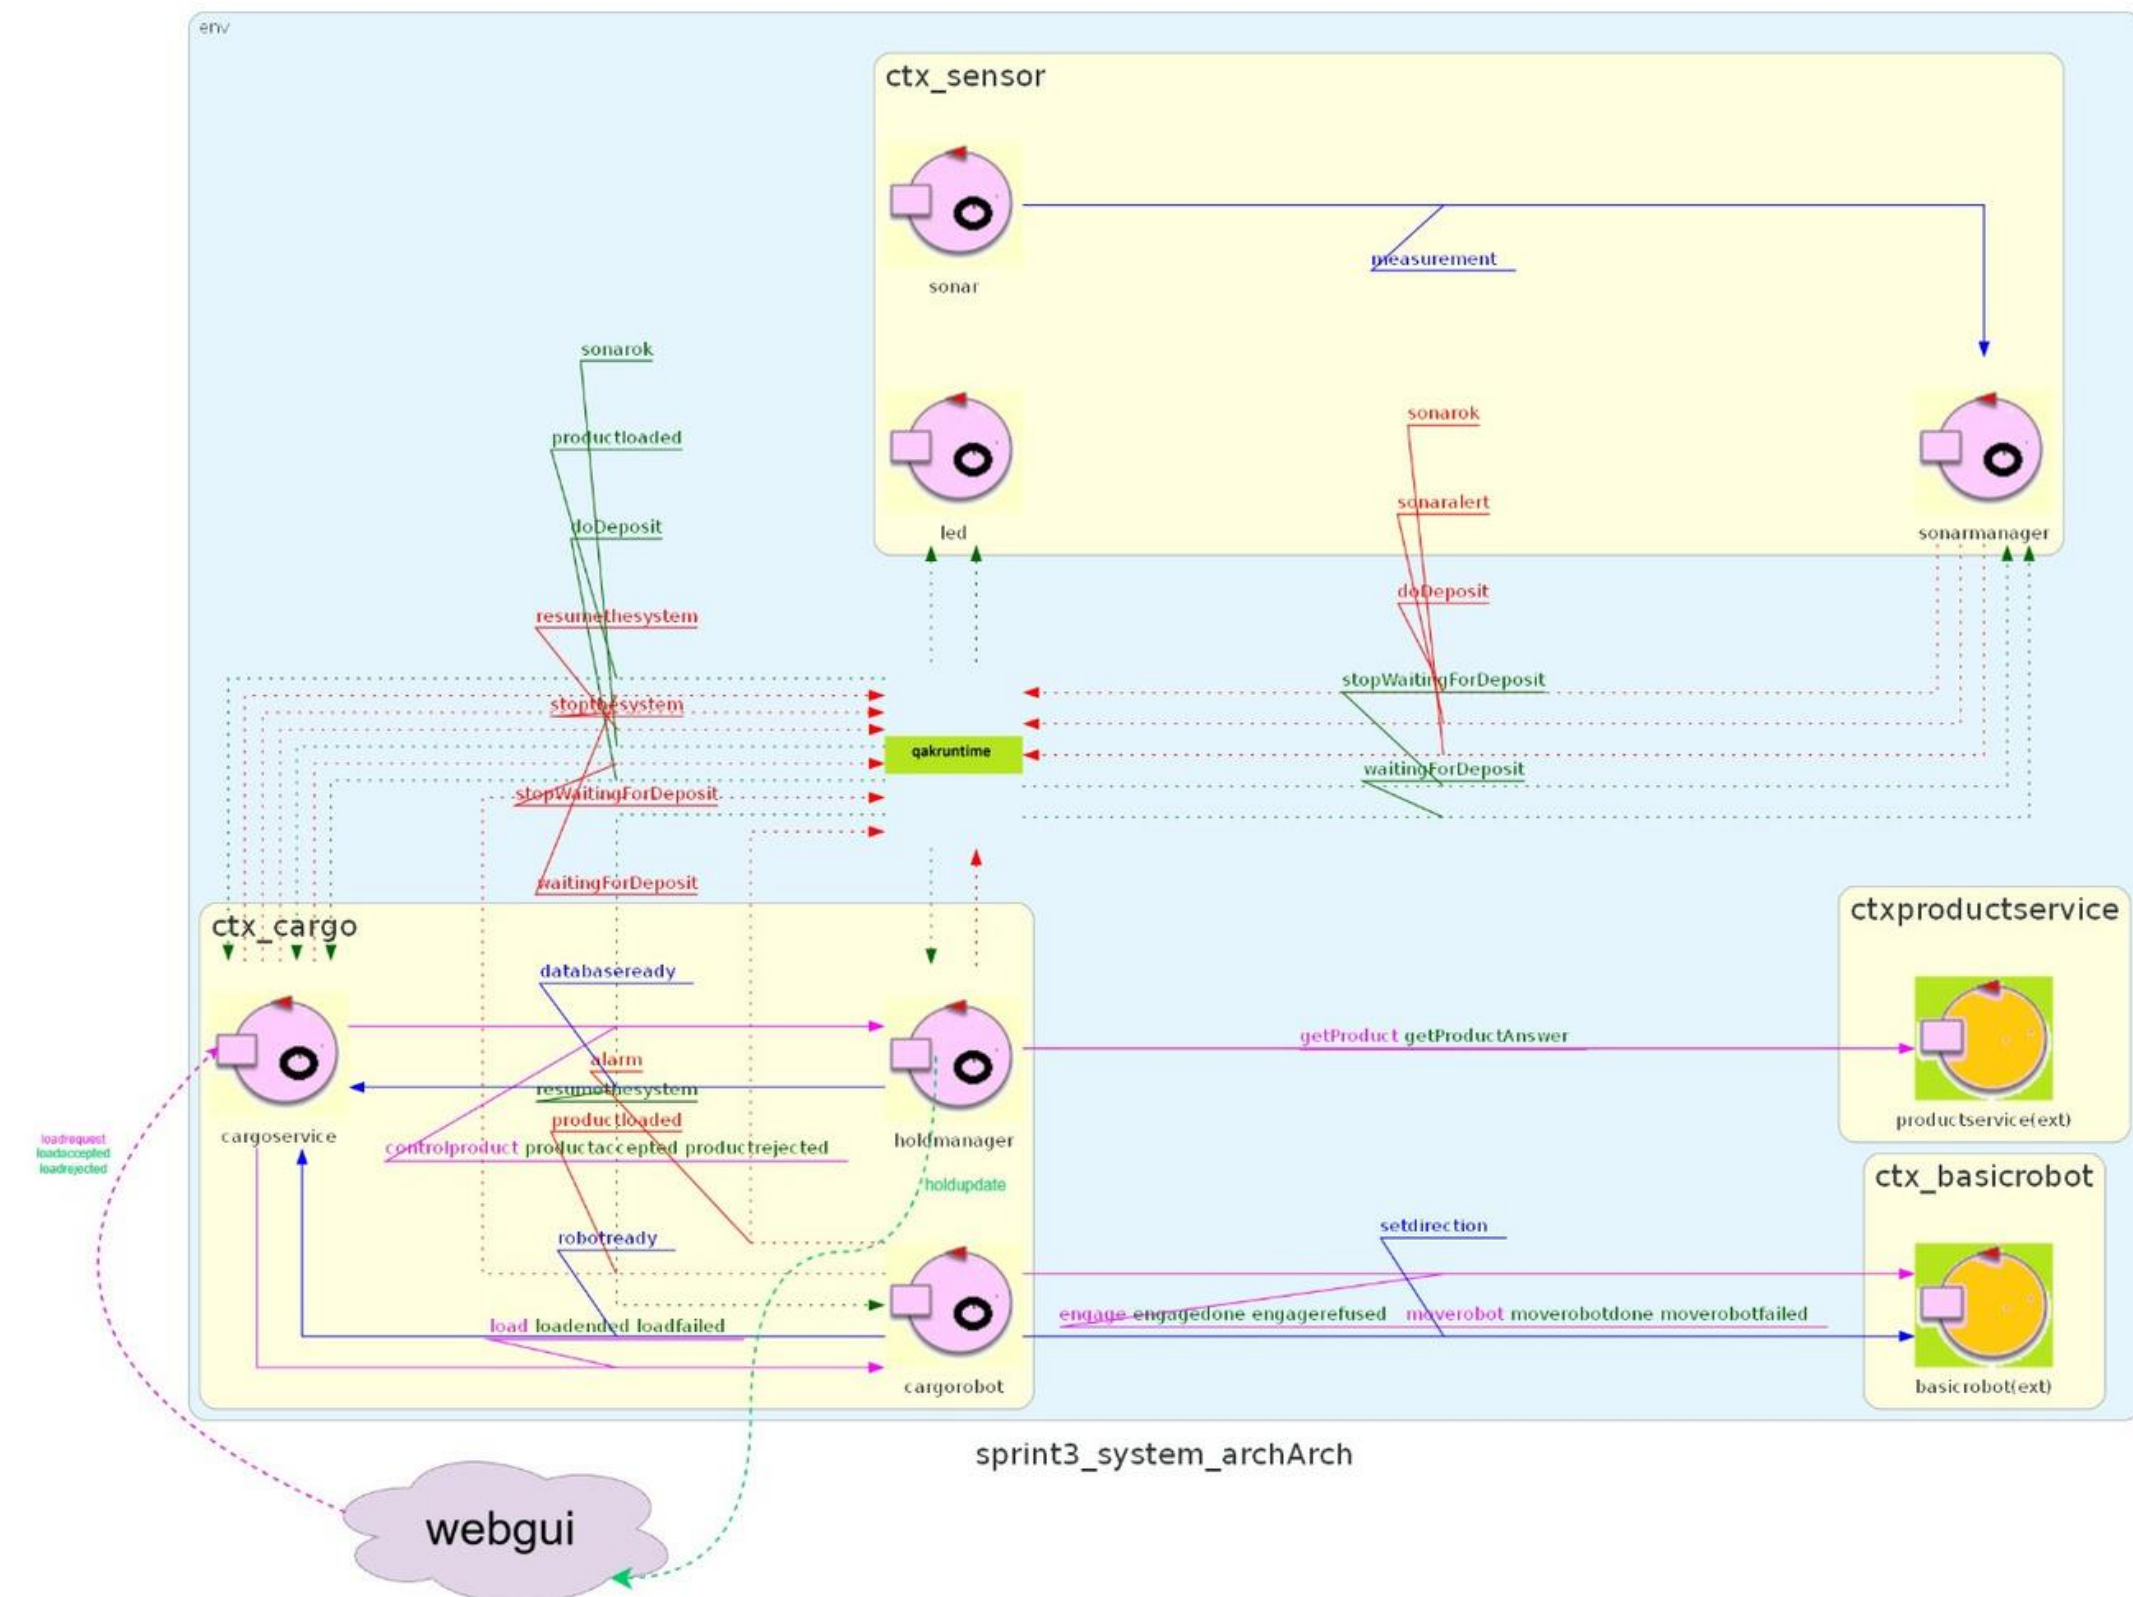 env
ctx_sensor
measurement
sonar
sonarok
productloaded
doDeposit
sonarok
sonaralert
doDeposit
led
sonarmanager
resumethesystem
stopthesystem
stopWaitingForDeposit
waitingForDeposit
stopWaitingForDeposit
waitingForDeposit
qakruntime
ctx_cargo
databaseready
alarm
resumethesystem
productloaded
controlproduct productaccepted productrejected
cargoservice
holdmanager
holdupdate
robotready
load loadended loadfailed
cargorobot
loadrequest
loadaccepted
loadrejected
ctxproductservice
getProduct getProductAnswer
productservice(ext)
ctx_basicrobot
setdirection
engage engagedone engagerefused moverobot moverobotdone moverobotfailed
basicrobot(ext)
sprint3_system_archArch
webgui